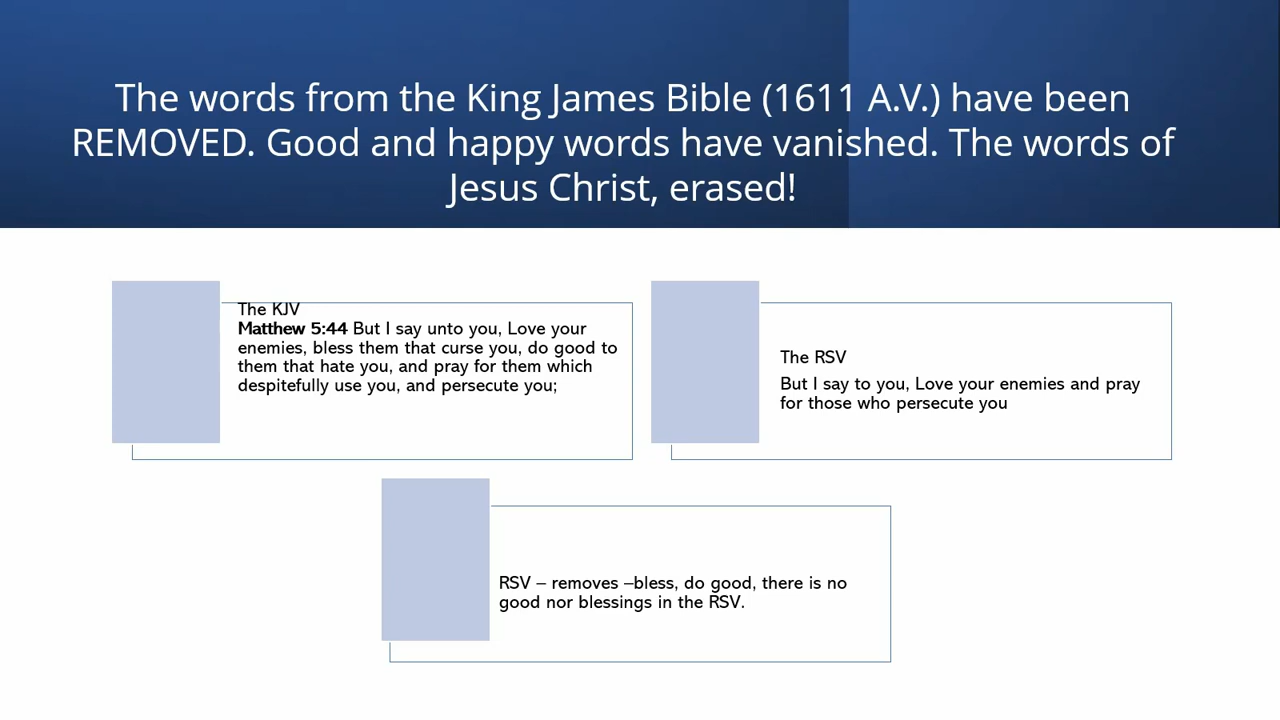 The words from the King James Bible (1611 A.V.) have been
REMOVED. Good and happy words have vanished. The words of
Jesus Christ, erased!
The KJV
Matthew 5:44 But I say unto you, Love your
enemies, bless them that curse you, do good to
them that hate you, and pray for them which
despitefully use you, and persecute you;
The RSV
But I say to you, Love your enemies and pray
for those who persecute you
RSV – removes –bless, do good, there is no
good nor blessings in the RSV.